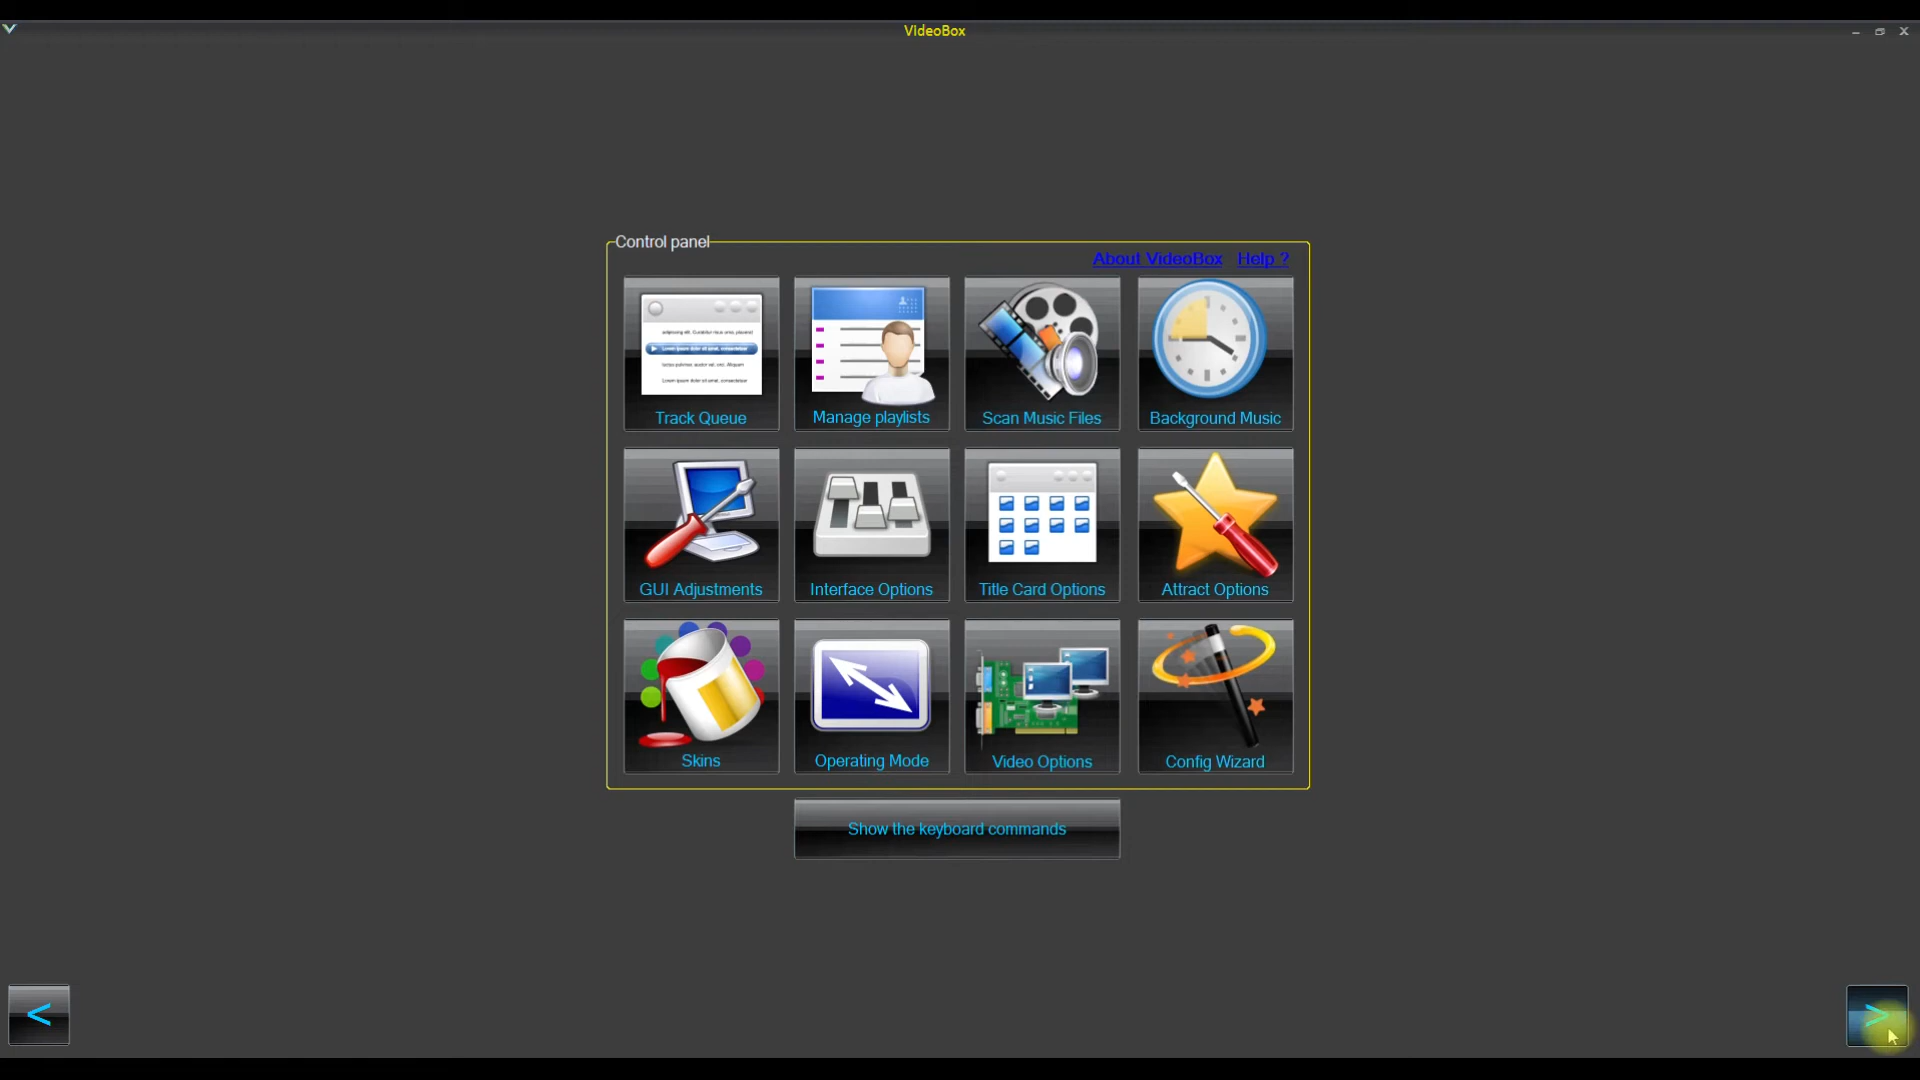 VideoBox
Control panel
About VideoBox Help ?
Track Queue
Manage playlists
Scan Music Files
Background Music
GUI Adjustments
Interface Options
Title Card Options
Attract Options
Skins
Operating Mode
Video Options
Config Wizard
Show the keyboard commands
< >